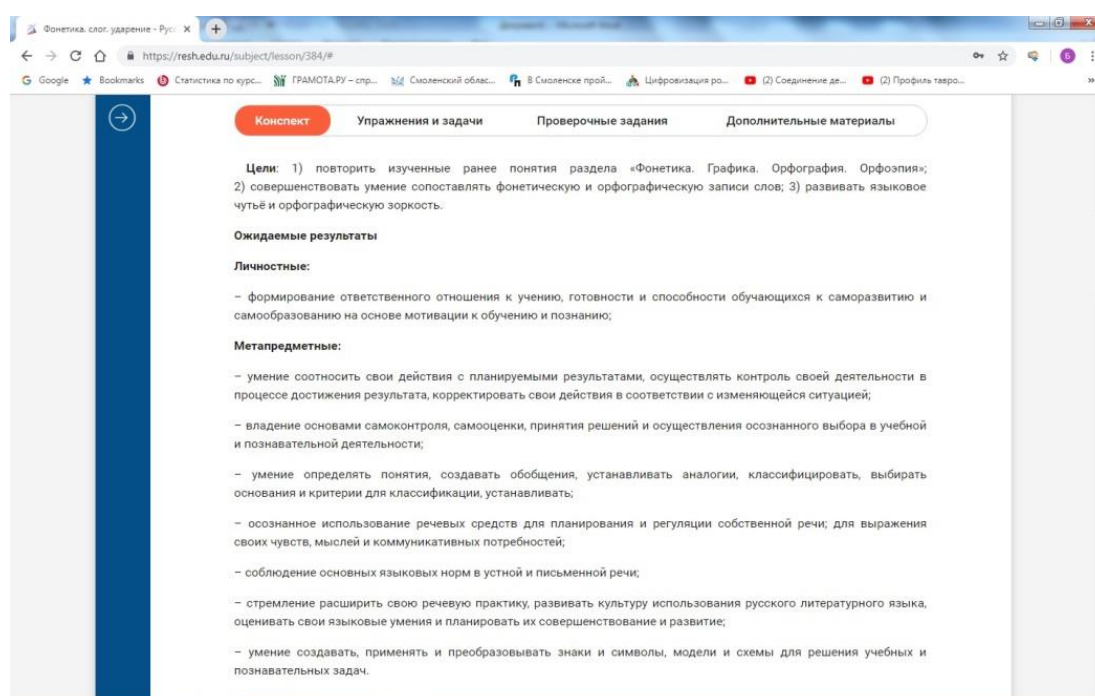 Фонетика. слог. ударение - Рус
https://resh.edu.ru/subject/lesson/384/#
Google Bookmarks Статистика по курс... ГРАМОТА.РУ – спр... Смоленский облас... В Смоленске прой... Цифровизация ро... (2) Соединение де... (2) Профиль тавро... »
Конспект Упражнения и задачи Проверочные задания Дополнительные материалы
Цели: 1) повторить изученные ранее понятия раздела «Фонетика. Графика. Орфография. Орфоэпия»;
2) совершенствовать умение сопоставлять фонетическую и орфографическую записи слов; 3) развивать языковое
чутьё и орфографическую зоркость.
Ожидаемые результаты
Личностные:
– формирование ответственного отношения к учению, готовности и способности обучающихся к саморазвитию и
самообразованию на основе мотивации к обучению и познанию;
Метапредметные:
– умение соотносить свои действия с планируемыми результатами, осуществлять контроль своей деятельности в
процессе достижения результата, корректировать свои действия в соответствии с изменяющейся ситуацией;
– владение основами самоконтроля, самооценки, принятия решений и осуществления осознанного выбора в учебной
и познавательной деятельности;
– умение определять понятия, создавать обобщения, устанавливать аналогии, классифицировать, выбирать
основания и критерии для классификации, устанавливать;
– осознанное использование речевых средств для планирования и регуляции собственной речи; для выражения
своих чувств, мыслей и коммуникативных потребностей;
– соблюдение основных языковых норм в устной и письменной речи;
– стремление расширить свою речевую практику, развивать культуру использования русского литературного языка,
оценивать свои языковые умения и планировать их совершенствование и развитие;
– умение создавать, применять и преобразовывать знаки и символы, модели и схемы для решения учебных и
познавательных задач.